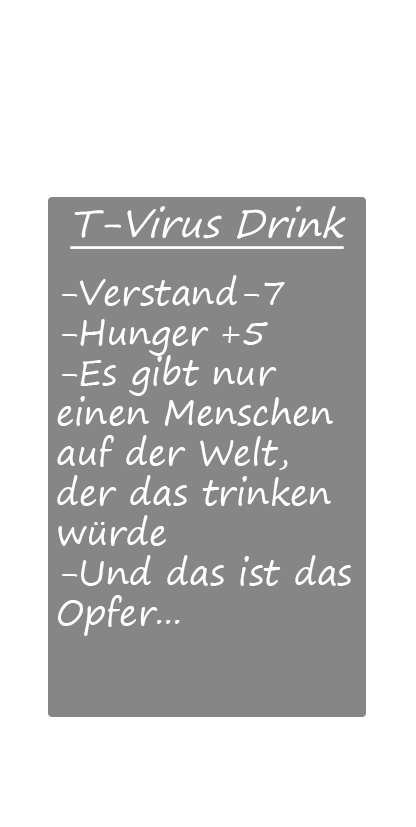 T-Virus Drink
-Verstand-7
-Hunger +5
-Es gibt nur
einen Menschen
auf der Welt,
der das trinken
würde
-Und das ist das
Opfer...